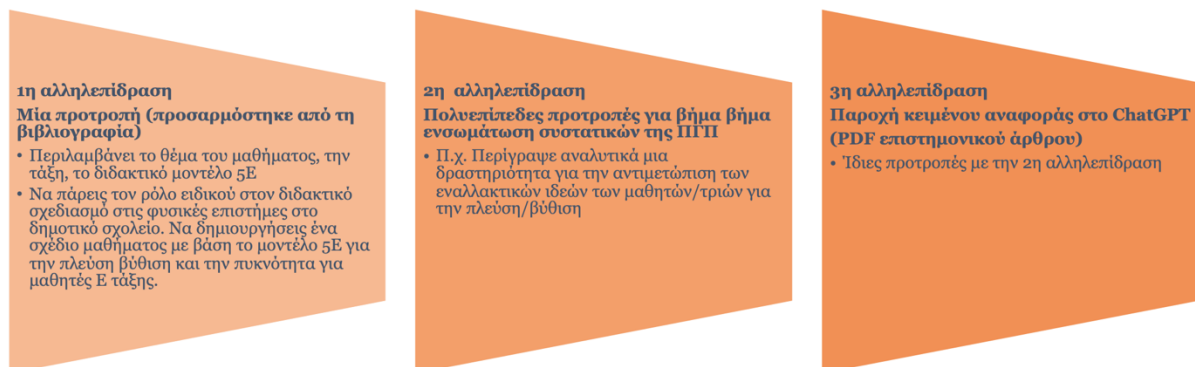 1η αλληλεπίδραση
Μία προτροπή (προσαρμόστηκε από τη
βιβλιογραφία)
• Περιλαμβάνει το θέμα του μαθήματος, την
τάξη, το διδακτικό μοντέλο 5Ε
• Να πάρεις τον ρόλο ειδικού στον διδακτικό
σχεδιασμό στις φυσικές επιστήμες στο
δημοτικό σχολείο. Να δημιουργήσεις ένα
σχέδιο μαθήματος με βάση το μοντέλο 5Ε για
την πλεύση βύθιση και την πυκνότητα για
μαθητές Ε τάξης.
2η αλληλεπίδραση
Πολυεπίπεδες προτροπές για βήμα βήμα
ενσωμάτωση συστατικών της ΠΓΠ
• Π.χ. Περίγραψε αναλυτικά μια
δραστηριότητα για την αντιμετώπιση των
εναλλακτικών ιδεών των μαθητών/τριών για
την πλεύση/βύθιση
3η αλληλεπίδραση
Παροχή κειμένου αναφοράς στο ChatGPT
(PDF επιστημονικού άρθρου)
• Ίδιες προτροπές με την 2η αλληλεπίδραση